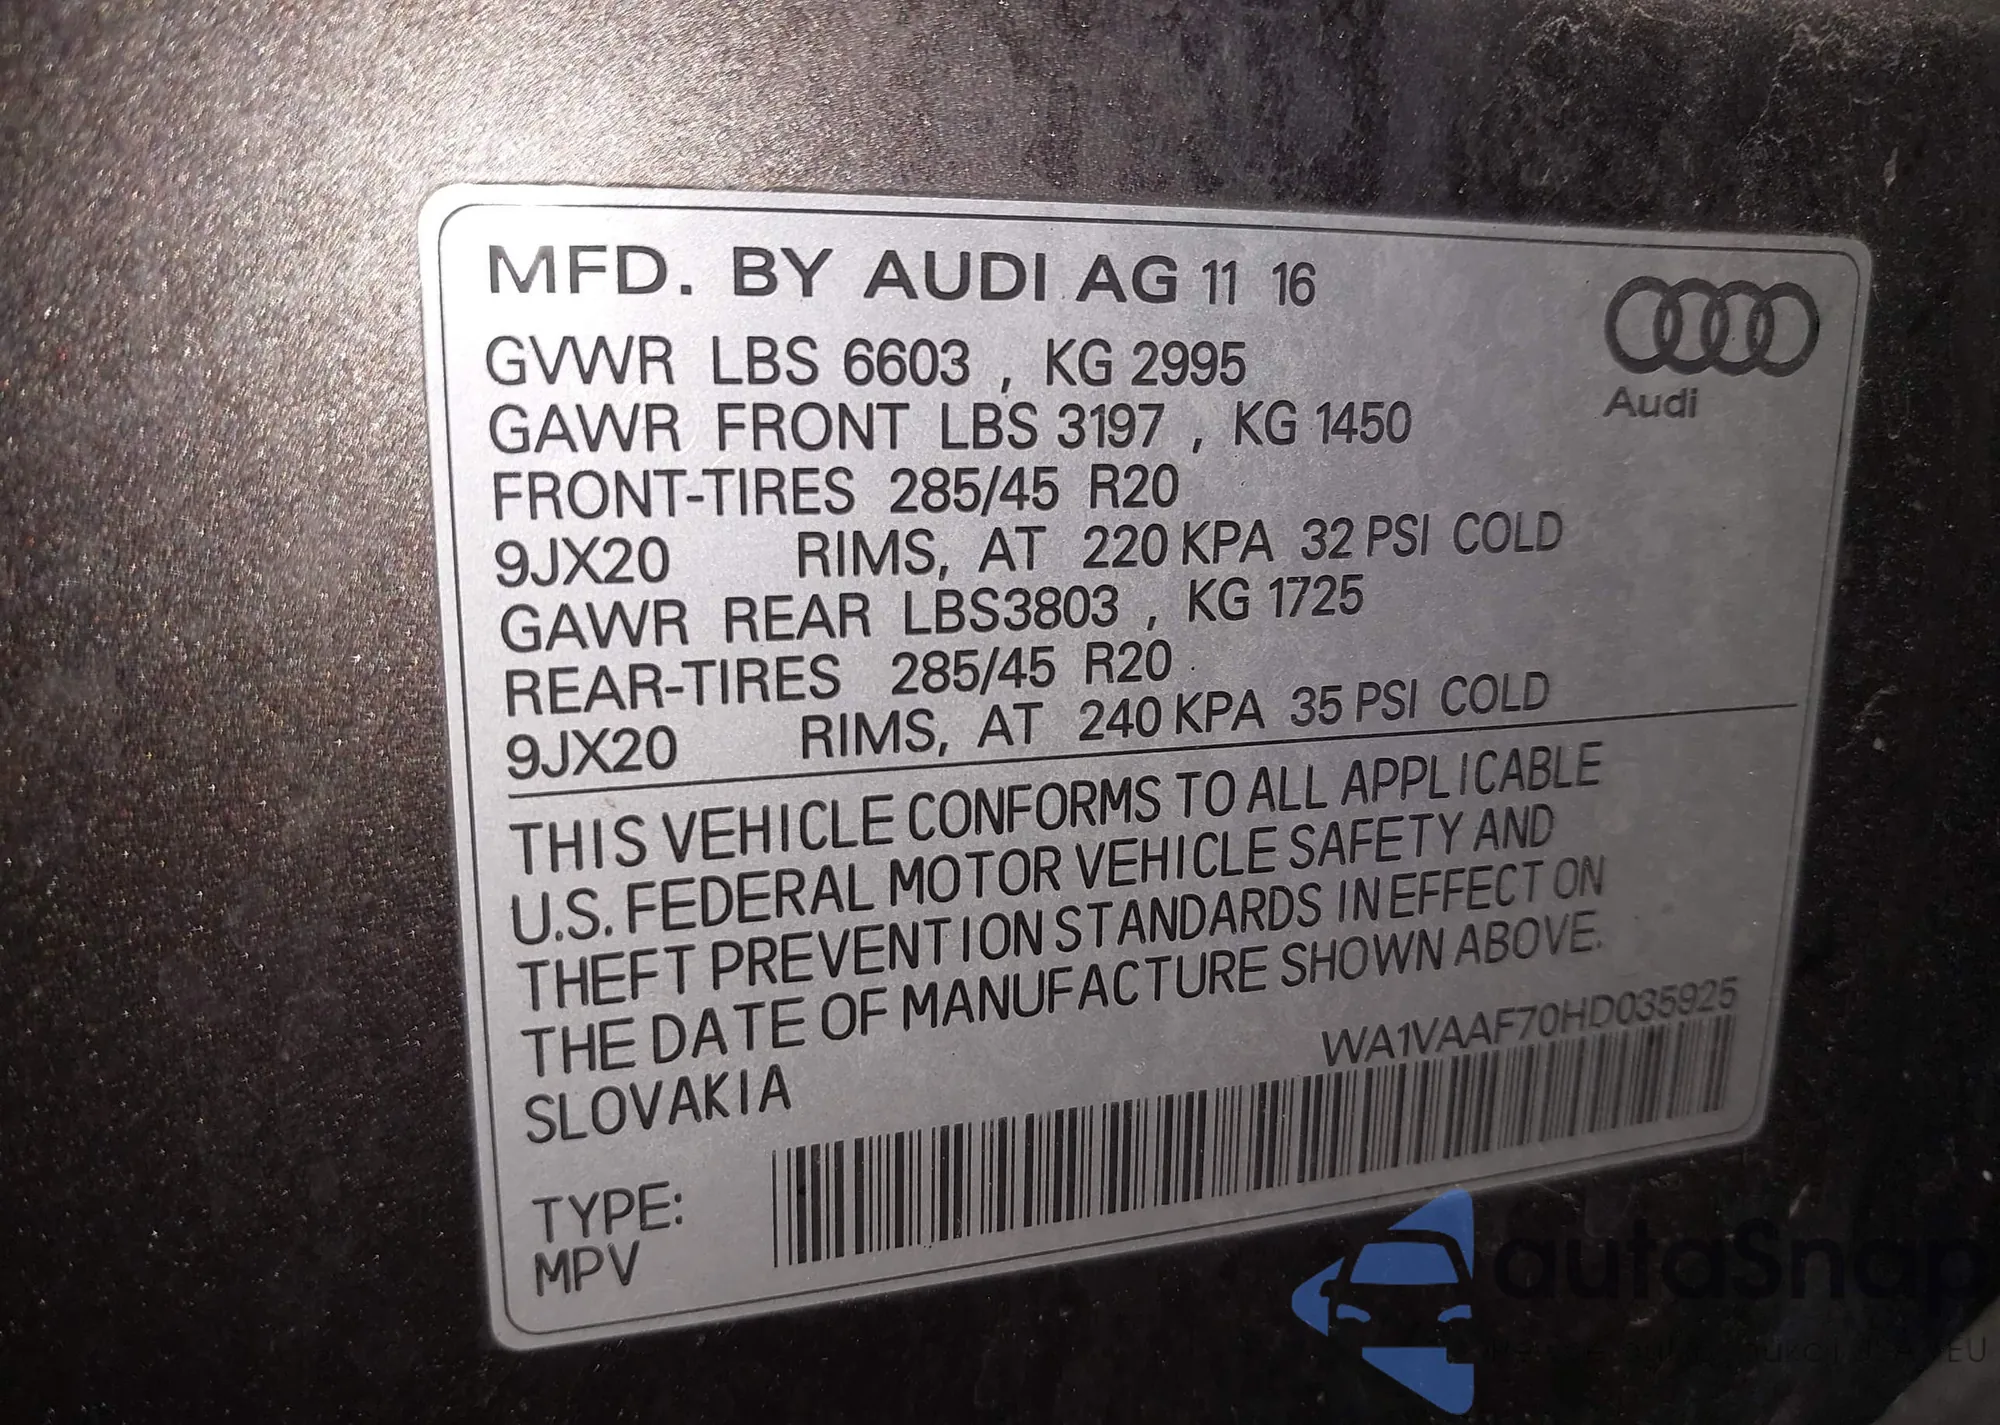 MFD. BY AUDI AG 11 16
GVWR LBS 6603 , KG 2995
GAWR FRONT LBS 3197 , KG 1450
FRONT-TIRES 285/45 R20
9JX20 RIMS, AT 220 KPA 32 PSI COLD
GAWR REAR LBS3803 , KG 1725
REAR-TIRES 285/45 R20
9JX20 RIMS, AT 240 KPA 35 PSI COLD
Audi
THIS VEHICLE CONFORMS TO ALL APPLICABLE
U.S. FEDERAL MOTOR VEHICLE SAFETY AND
THEFT PREVENTION STANDARDS IN EFFECT ON
THE DATE OF MANUFACTURE SHOWN ABOVE.
SLOVAKIA
WA1VAAF70HD035925
TYPE:
MPV
autaSnap